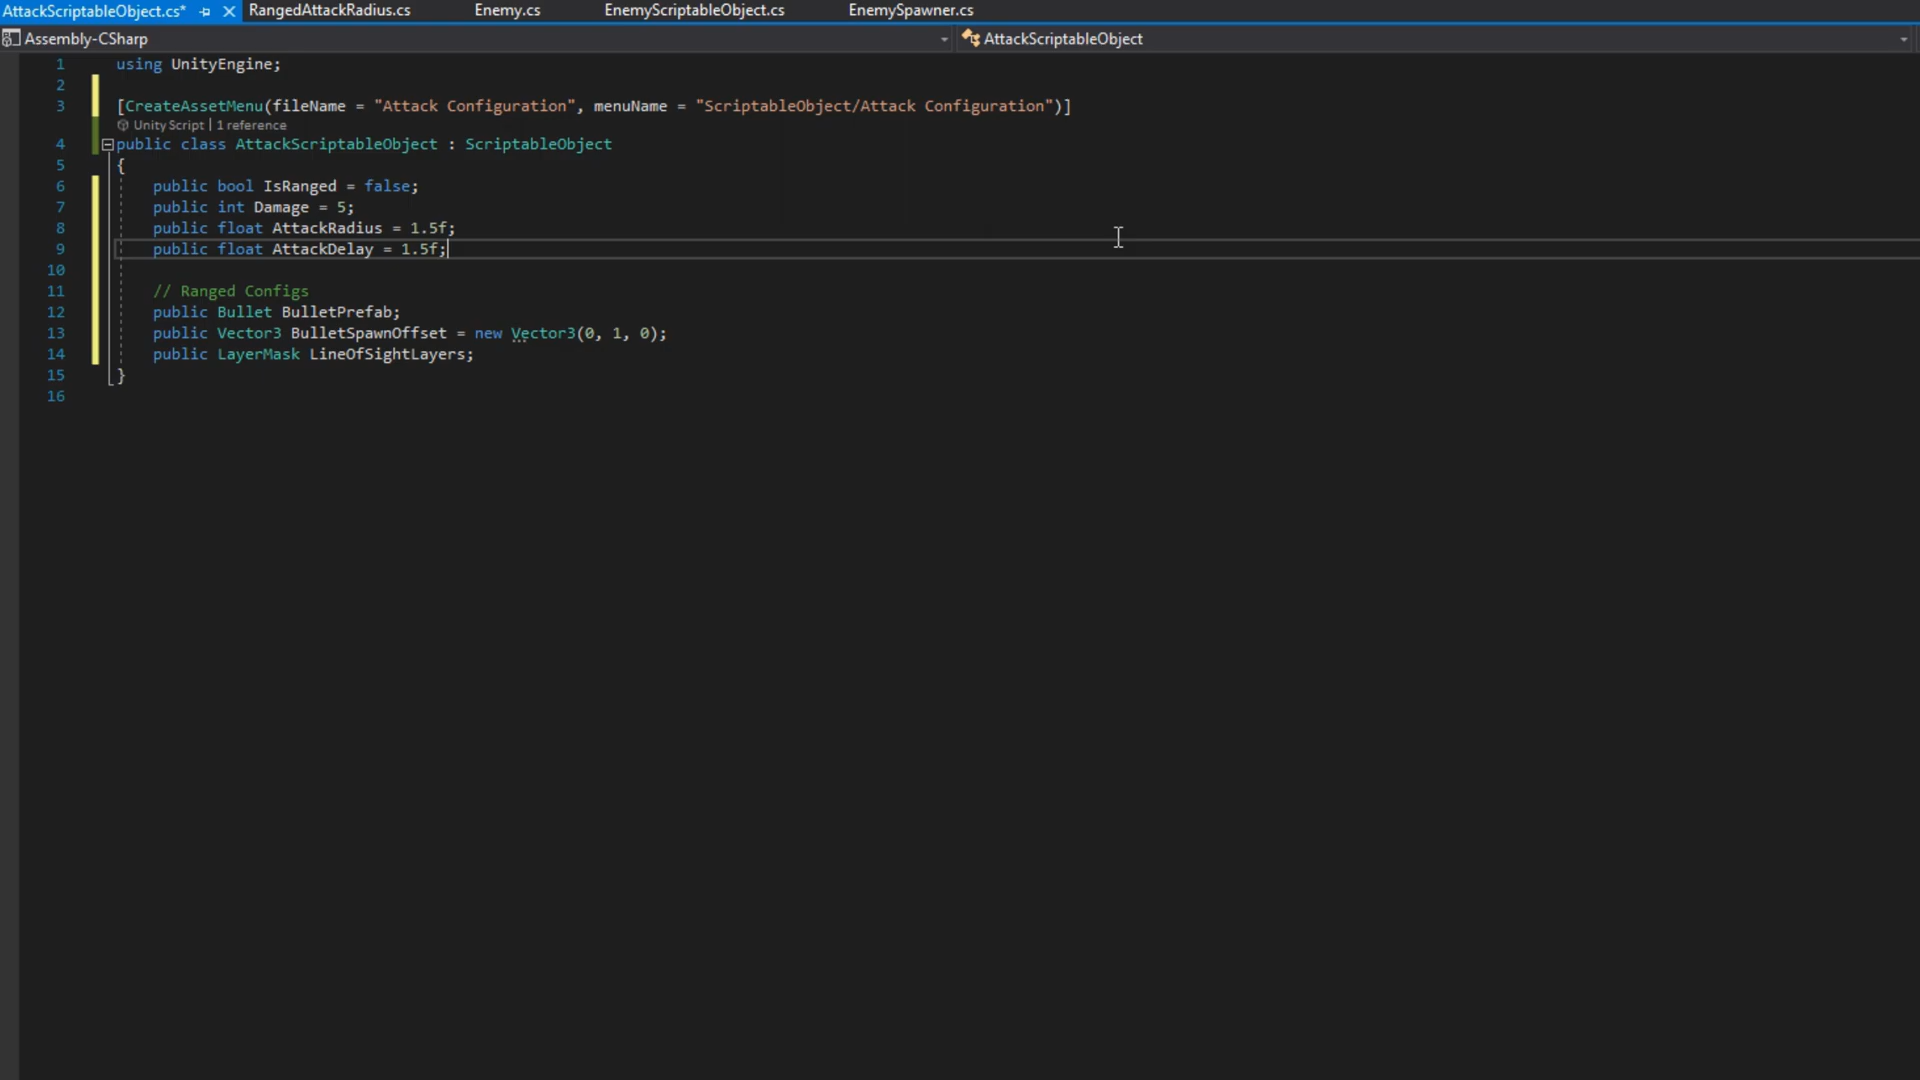 AttackScriptableObject.cs* RangedAttackRadius.cs Enemy.cs EnemyScriptableObject.cs EnemySpawner.cs
Assembly-CSharp AttackScriptableObject
1 using UnityEngine;
2
3 [CreateAssetMenu(fileName = "Attack Configuration", menuName = "ScriptableObject/Attack Configuration")]
Unity Script | 1 reference
4 public class AttackScriptableObject : ScriptableObject
5 {
6 public bool IsRanged = false;
7 public int Damage = 5;
8 public float AttackRadius = 1.5f;
9 public float AttackDelay = 1.5f;
10
11 // Ranged Configs
12 public Bullet BulletPrefab;
13 public Vector3 BulletSpawnOffset = new Vector3(0, 1, 0);
14 public LayerMask LineOfSightLayers;
15 }
16